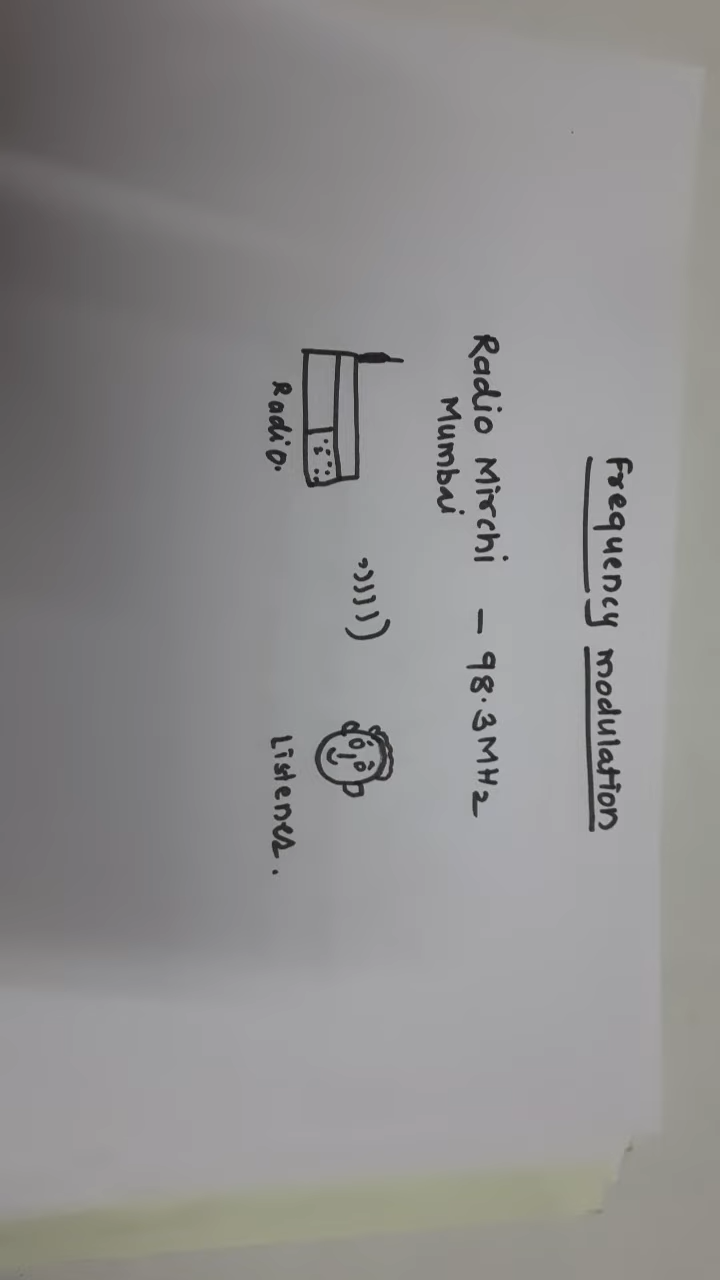 Frequency modulation
Radio Mirchi - 98.3MHz
Mumbai
Radio.
Listener.